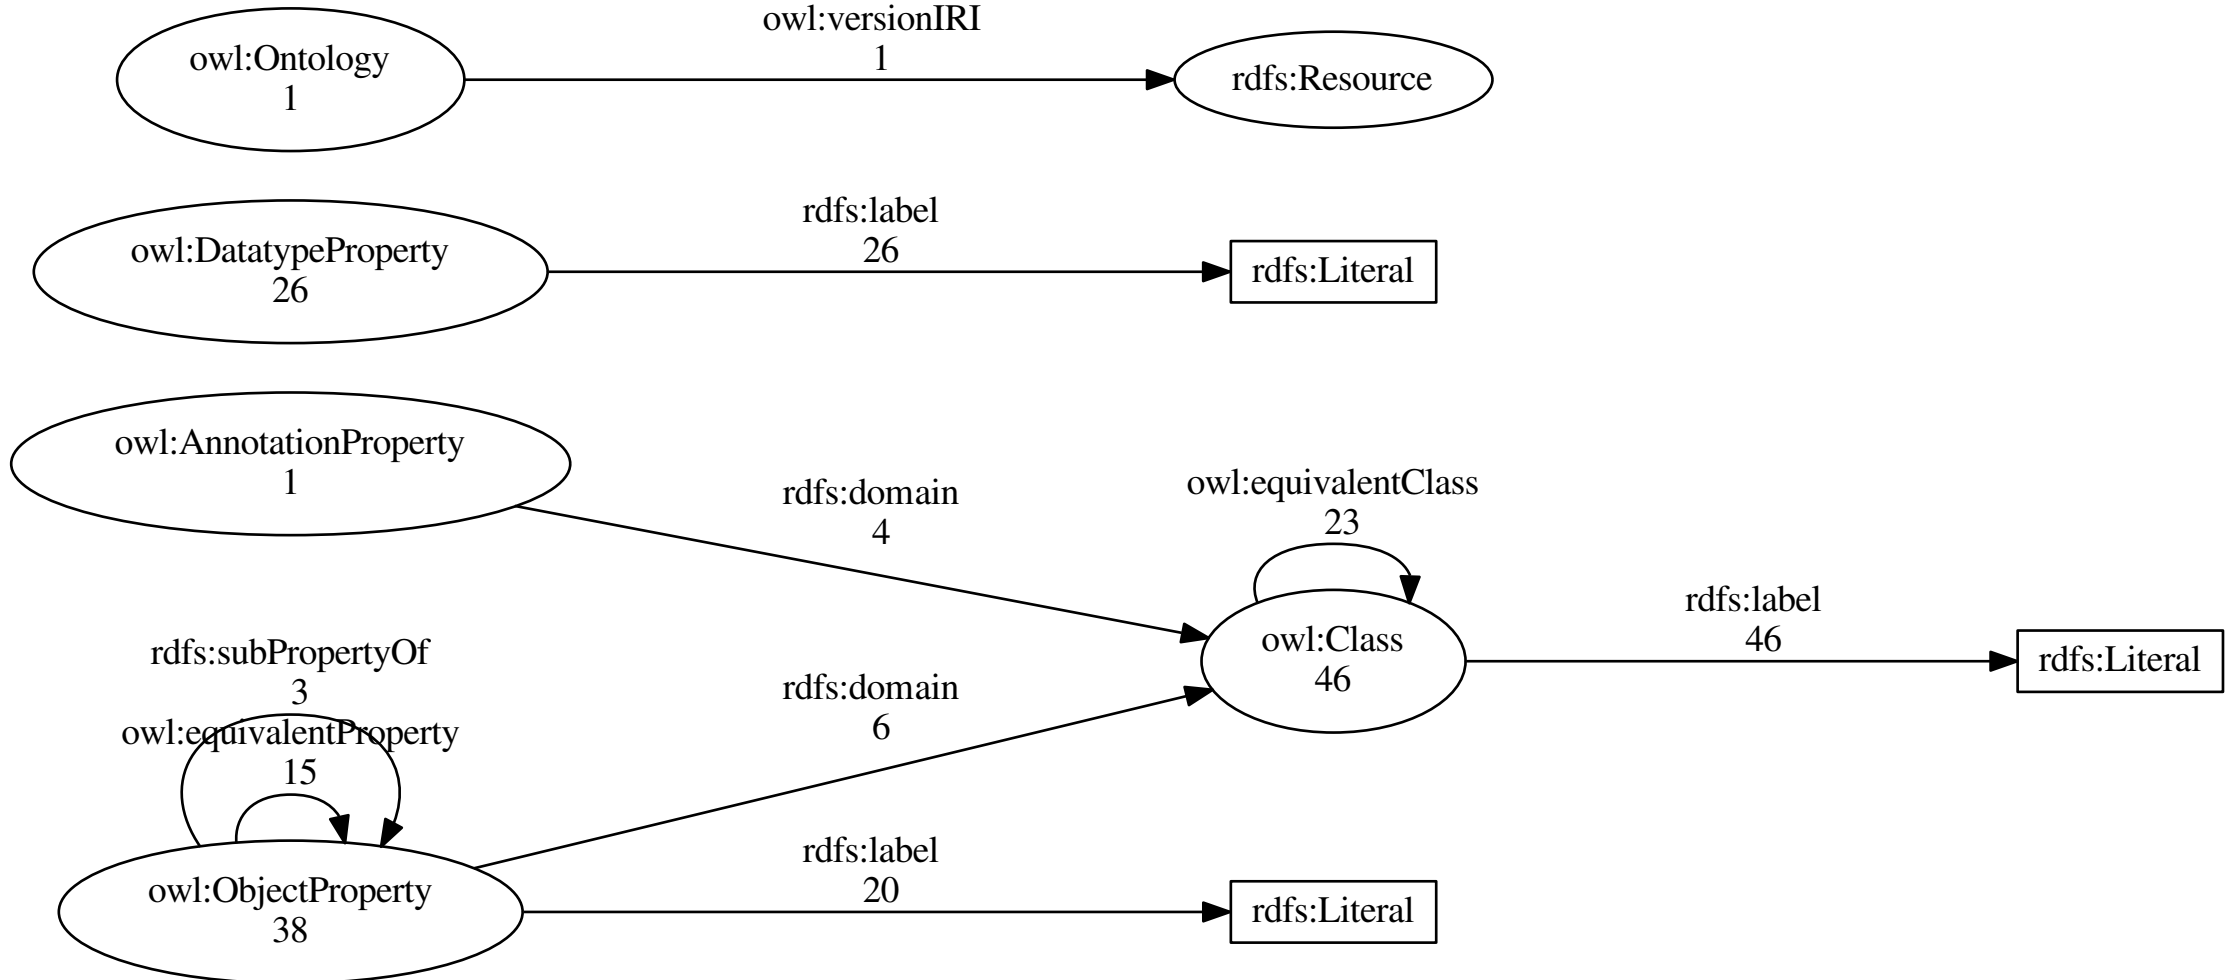 owl:versionIRI
1
owl:Ontology
1
rdfs:Resource
rdfs:label
26
owl:DatatypeProperty
26
rdfs:Literal
owl:AnnotationProperty
1
rdfs:domain
4
owl:equivalentClass
23
owl:Class
46
rdfs:label
46
rdfs:Literal
rdfs:subPropertyOf
3
owl:equivalentProperty
15
rdfs:domain
6
owl:ObjectProperty
38
rdfs:label
20
rdfs:Literal